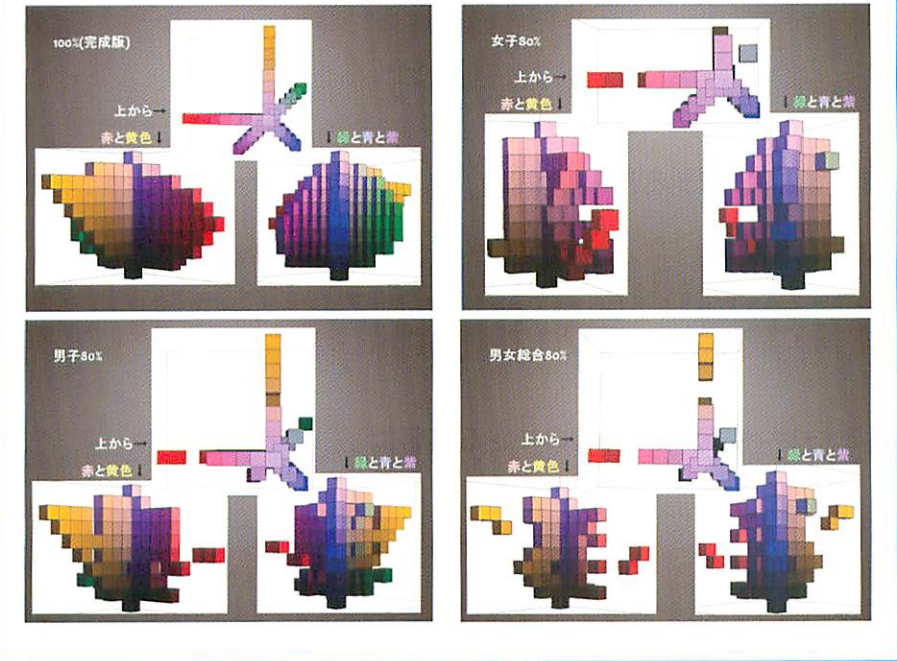 100%(完成版)
上から→
赤と黄色↓
↓緑と青と紫
女子80%
上から→
赤と黄色↓
↓緑と青と紫
男子80%
上から→
赤と黄色↓
↓緑と青と紫
男女総合80%
上から→
赤と黄色↓
↓緑と青と紫